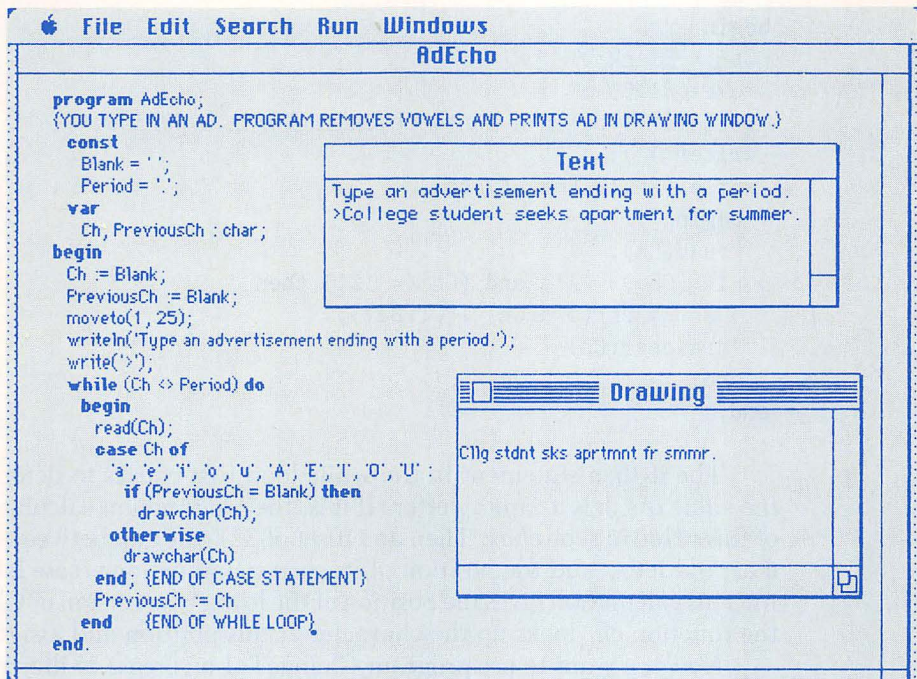 File Edit Search Run Windows
AdEcho
program AdEcho;
{YOU TYPE IN AN AD. PROGRAM REMOVES VOWELS AND PRINTS AD IN DRAWING WINDOW.}
const
Blank = ' ';
Period = '.';
var
Ch, PreviousCh : char;
begin
Ch := Blank;
PreviousCh := Blank;
moveto(1, 25);
writeln('Type an advertisement ending with a period.');
write('>');
while (Ch <> Period) do
begin
read(Ch);
case Ch of
'a', 'e', 'i', 'o', 'u', 'A', 'E', 'I', 'O', 'U' :
if (PreviousCh = Blank) then
drawchar(Ch);
otherwise
drawchar(Ch)
end; {END OF CASE STATEMENT}
PreviousCh := Ch
end {END OF WHILE LOOP}
end.
Text
Type an advertisement ending with a period.
>College student seeks apartment for summer.
Drawing
Cllg stdnt sks aprtmnt fr smmr.